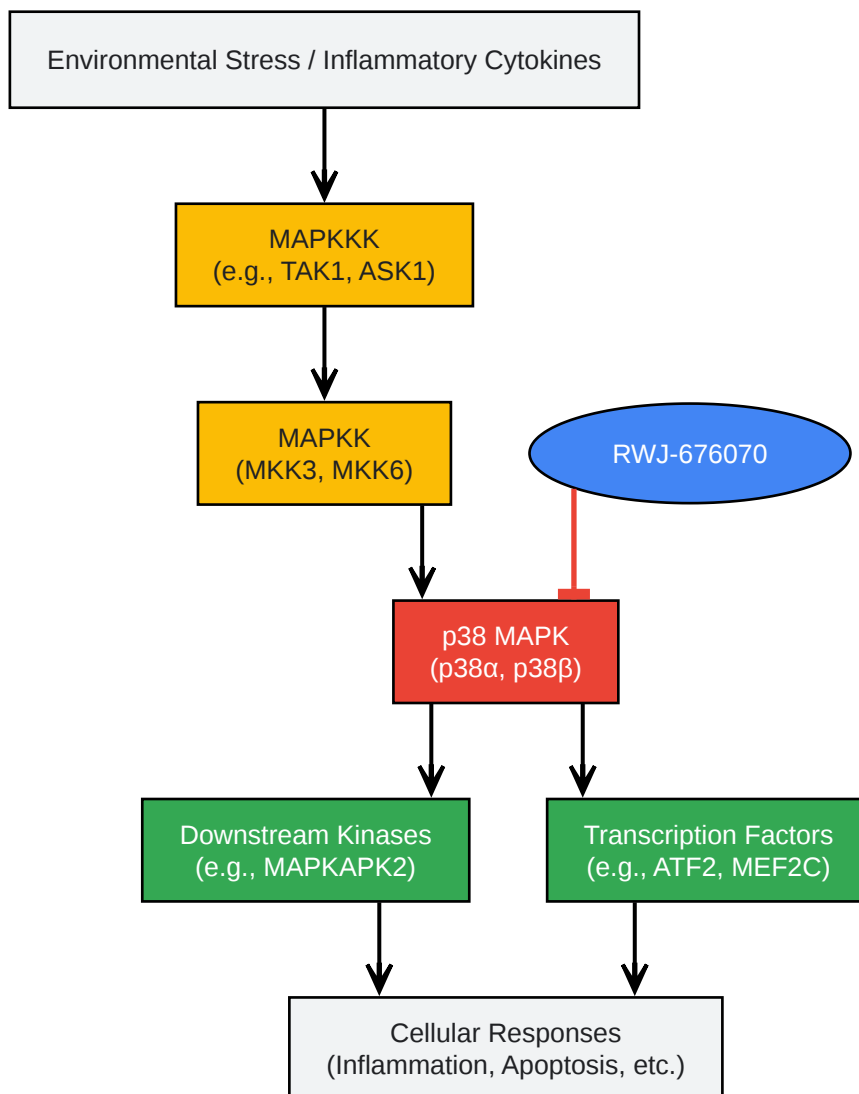 Environmental Stress / Inflammatory Cytokines
MAPKKK
(e.g., TAK1, ASK1)
MAPKK
(MKK3, MKK6)
RWJ-676070
p38 MAPK
(p38α, p38β)
Downstream Kinases
(e.g., MAPKAPK2)
Transcription Factors
(e.g., ATF2, MEF2C)
Cellular Responses
(Inflammation, Apoptosis, etc.)